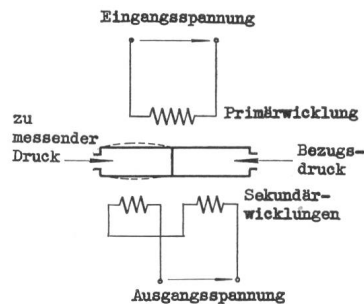 Eingangsspannung
Primärwicklung
zu
messender
Druck
Bezugs-
druck
Sekundär-
wicklungen
Ausgangsspannung